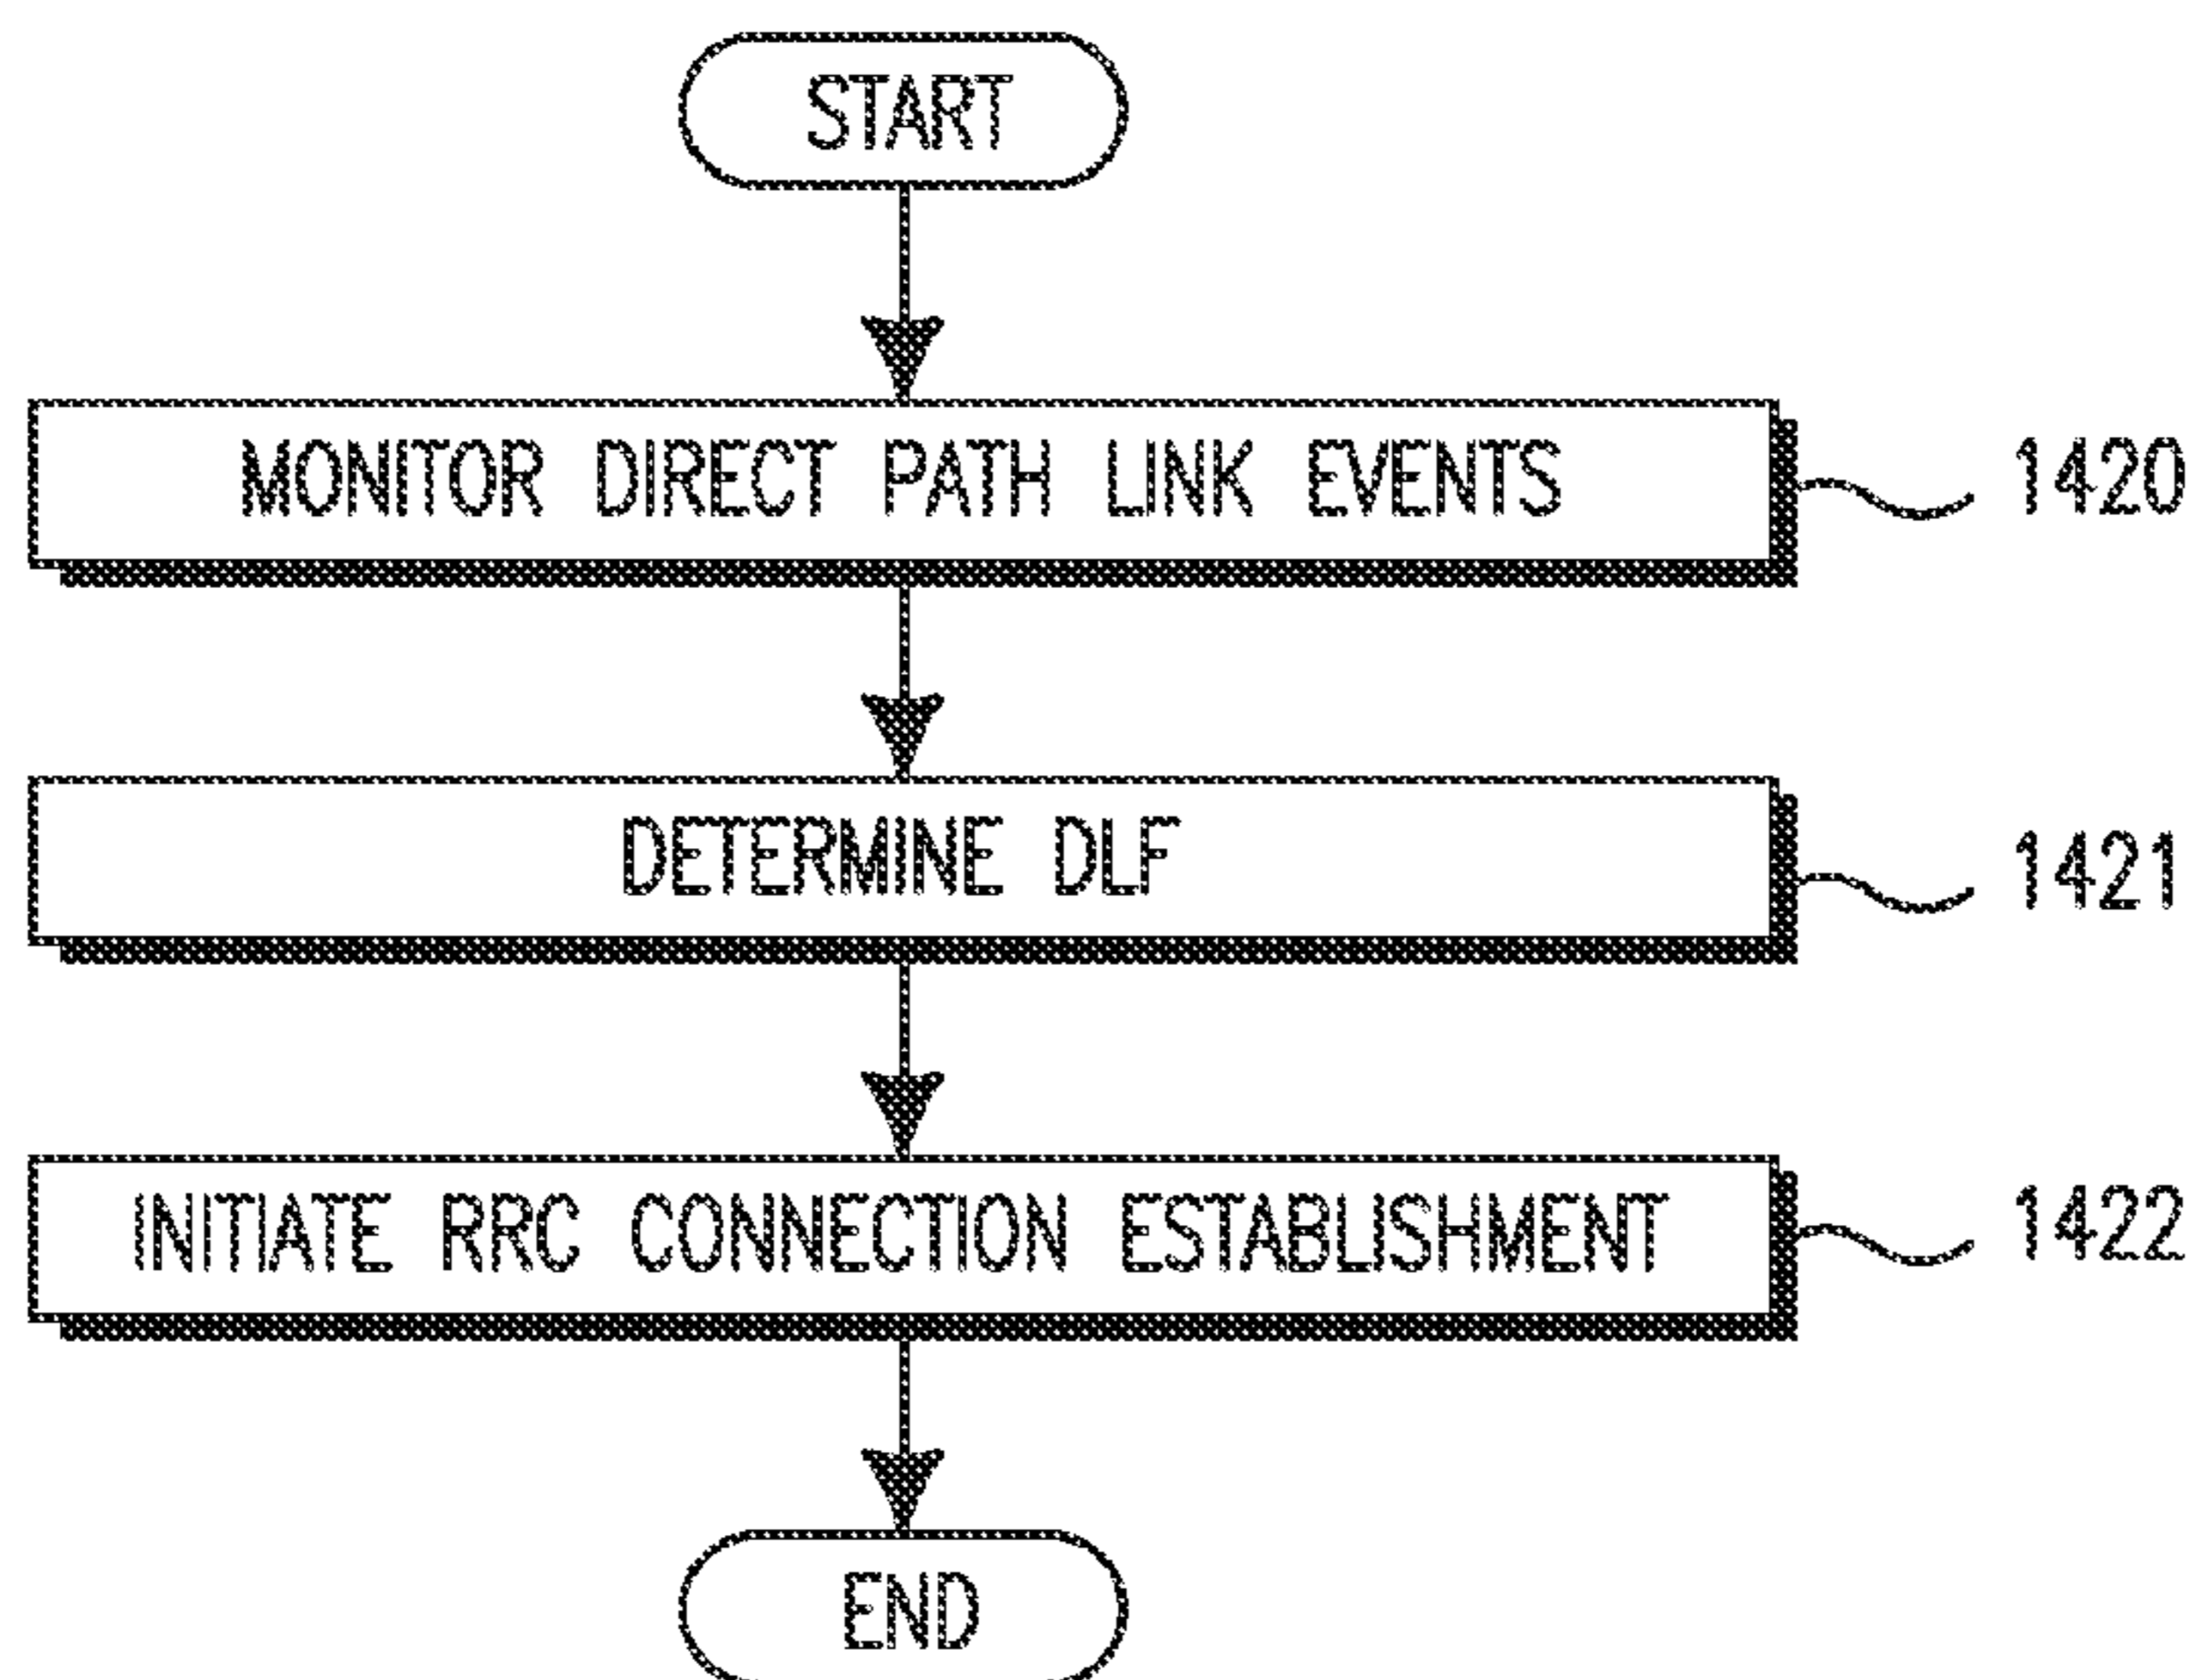 START
MONITOR DIRECT PATH LINK EVENTS
1420
DETERMINE DLF
1421
INITIATE RRC CONNECTION ESTABLISHMENT
1422
END